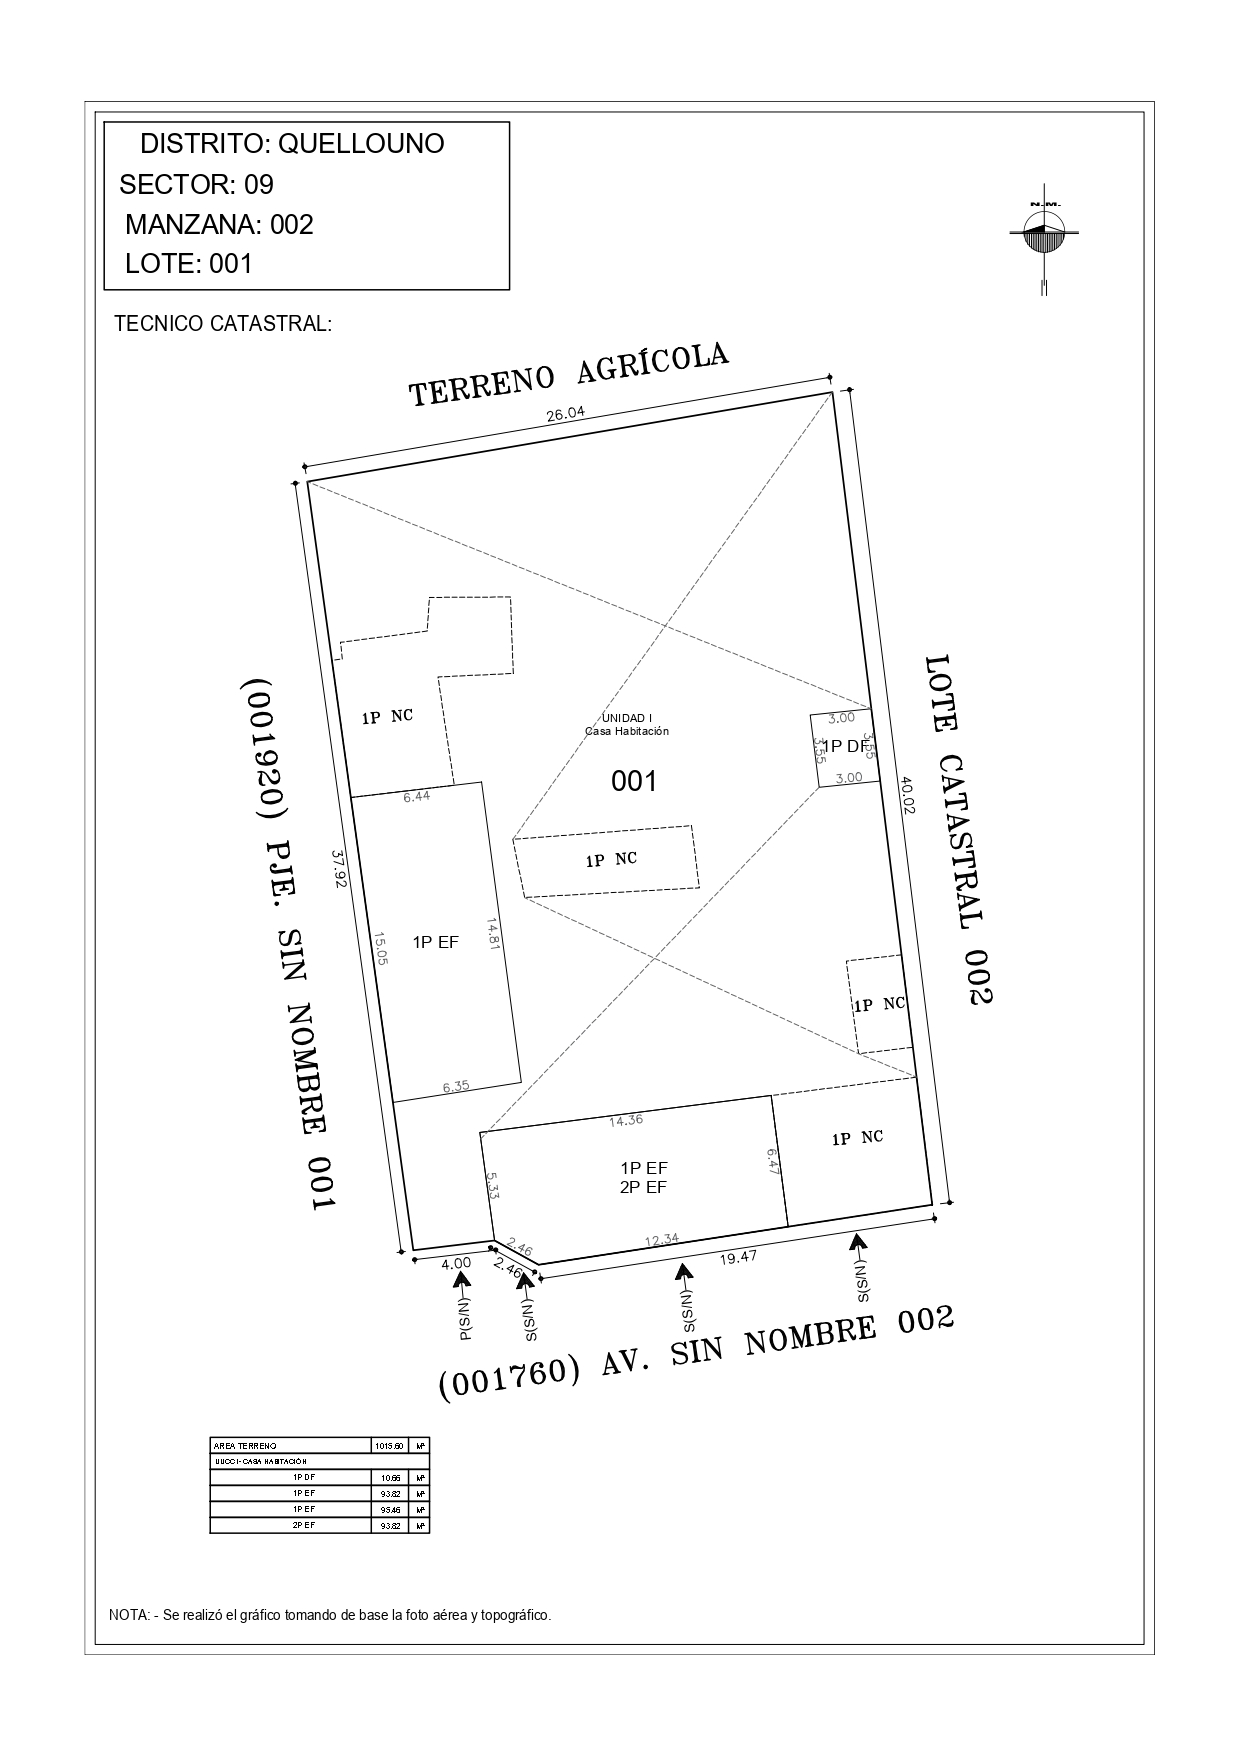 DISTRITO: QUELLOUNO
SECTOR: 09
MANZANA: 002
LOTE: 001
N.M.
TECNICO CATASTRAL:
TERRENO AGRÍCOLA
26.04
(001920) PJE. SIN NOMBRE 001
37.92
LOTE CATASTRAL 002
40.02
1P NC
UNIDAD I
Casa Habitación
001
3.00
3.55
1P DF
3.55
3.00
6.44
1P NC
15.05
1P EF
14.81
6.35
1P NC
14.36
1P NC
5.33
1P EF
2P EF
6.47
2.46
12.34
4.00
2.46
19.47
P(S/N)
S(S/N)
S(S/N)
S(S/N)
(001760) AV. SIN NOMBRE 002
AREA TERRENO 1015.60 M²
UUCC I - CASA HABITACIÓN
1P DF 10.66 M²
1P EF 93.82 M²
1P EF 95.46 M²
2P EF 93.82 M²
NOTA: - Se realizó el gráfico tomando de base la foto aérea y topográfico.